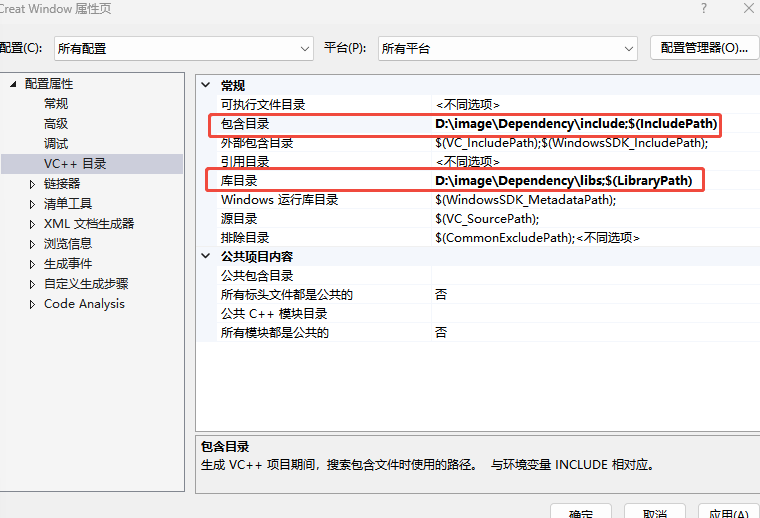 Creat Window 属性页
配置(C): 所有配置 平台(P): 所有平台 配置管理器(O)...
配置属性
常规
高级
调试
VC++ 目录
链接器
清单工具
XML 文档生成器
浏览信息
生成事件
自定义生成步骤
Code Analysis
常规
可执行文件目录 <不同选项>
包含目录 D:\image\Dependency\include;$(IncludePath)
外部包含目录 $(VC_IncludePath);$(WindowsSDK_IncludePath);
引用目录 <不同选项>
库目录 D:\image\Dependency\libs;$(LibraryPath)
Windows 运行库目录 $(WindowsSDK_MetadataPath);
源目录 $(VC_SourcePath);
排除目录 $(CommonExcludePath);<不同选项>
公共项目内容
公共包含目录
所有标头文件都是公共的 否
公共 C++ 模块目录
所有模块都是公共的 否
包含目录
生成 VC++ 项目期间，搜索包含文件时使用的路径。 与环境变量 INCLUDE 相对应。
确定 取消 应用(A)